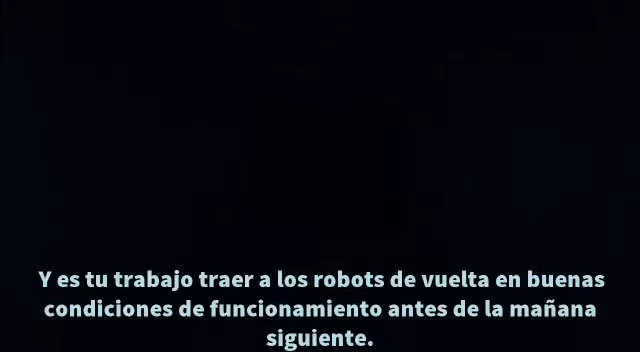 Y es tu trabajo traer a los robots de vuelta en buenas
condiciones de funcionamiento antes de la mañana
siguiente.